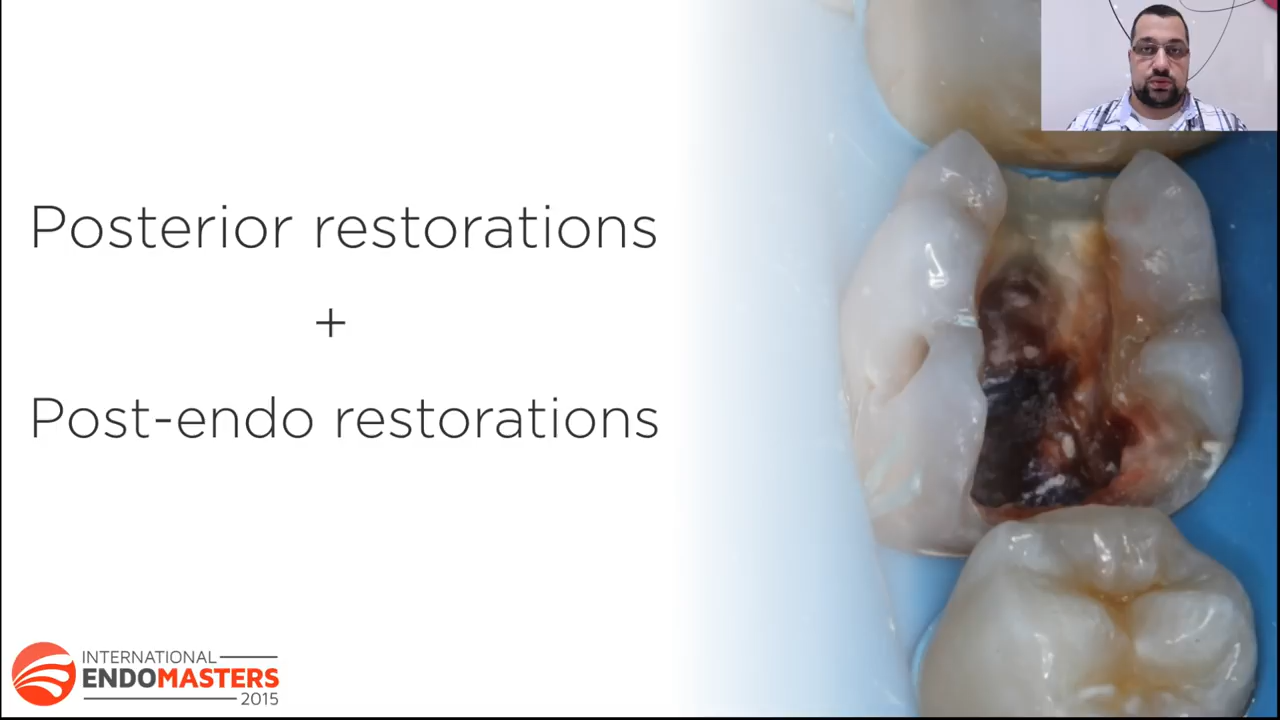 Posterior restorations
+
Post-endo restorations
INTERNATIONAL
ENDOMASTERS
2015